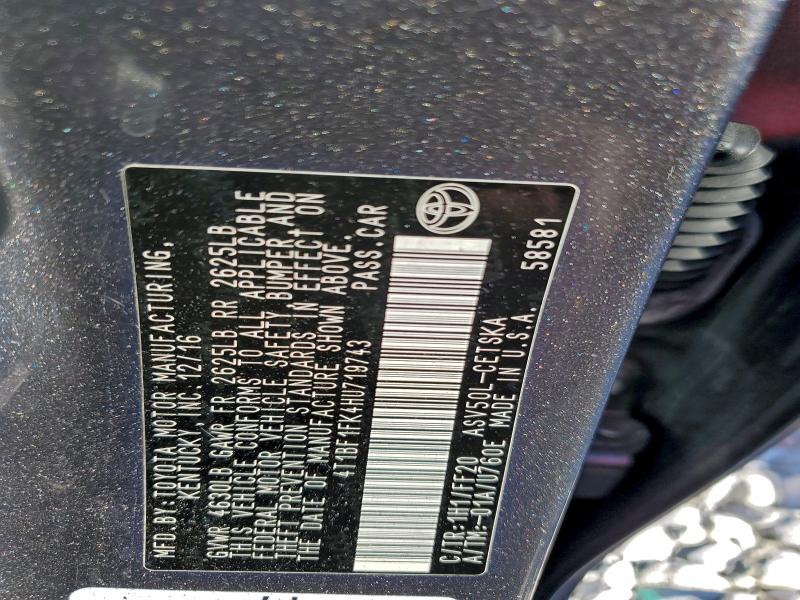 MFD.BY:TOYOTA MOTOR MANUFACTURING,
KENTUCKY, INC. 12/16
GVWR 4630LB GAWR FR 2625LB RR 2625LB
THIS VEHICLE CONFORMS TO ALL APPLICABLE
FEDERAL MOTOR VEHICLE SAFETY,BUMPER,AND
THEFT PREVENTION STANDARDS IN EFFECT ON
THE DATE OF MANUFACTURE SHOWN ABOVE.
4T1BF1FK4HU719743 PASS.CAR
C/TR:1H1/FF20 ASV50L-CETSKA
A/TM:-01A/U760E MADE IN U.S.A.
58581